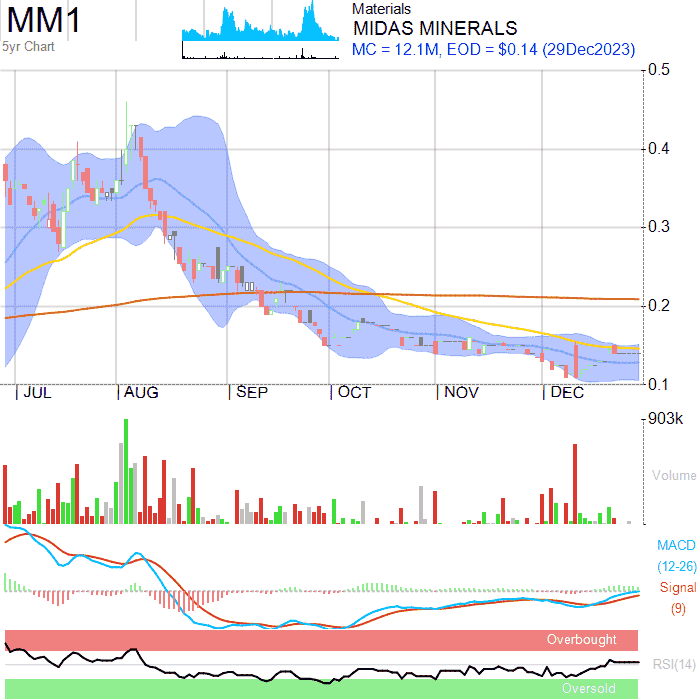 MM1
5yr Chart
Materials
MIDAS MINERALS
MC = 12.1M, EOD = $0.14 (29Dec2023)
0.5
0.4
0.3
0.2
0.1
JUL AUG SEP OCT NOV DEC
903k
Volume
MACD
(12-26)
Signal
(9)
Overbought
RSI(14)
Oversold